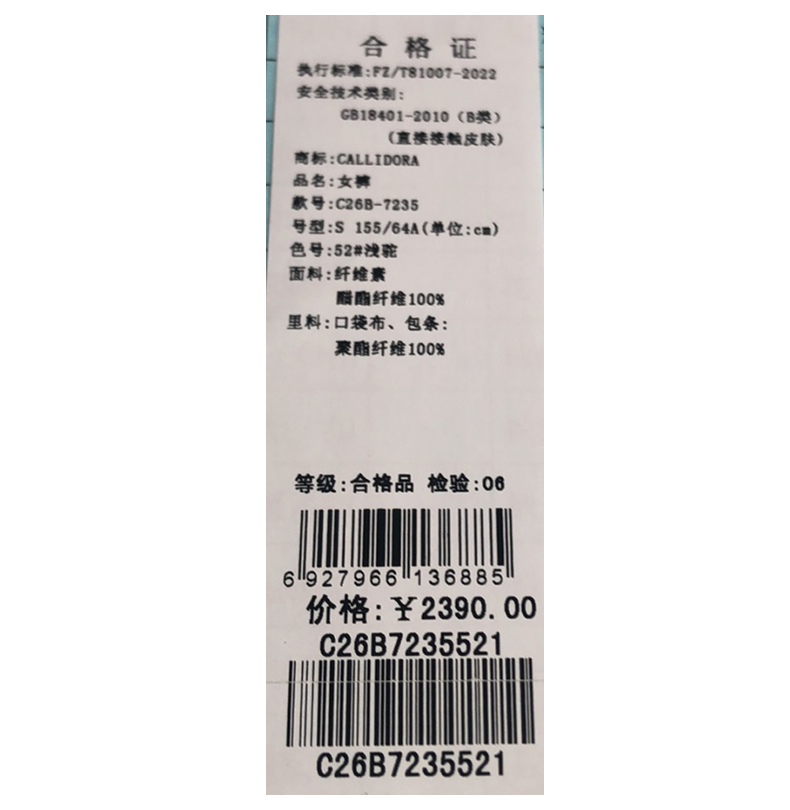 合格证
执行标准:FZ/T81007-2022
安全技术类别:
GB18401-2010（B类）
（直接接触皮肤）
商标:CALLIDORA
品名:女裤
款号:C26B-7235
号型:S 155/64A(单位:cm)
色号:52#浅驼
面料:纤维素
醋酯纤维100%
里料:口袋布、包条:
聚酯纤维100%
等级:合格品 检验:06
6 927966 136885
价格:￥2390.00
C26B7235521
C26B7235521